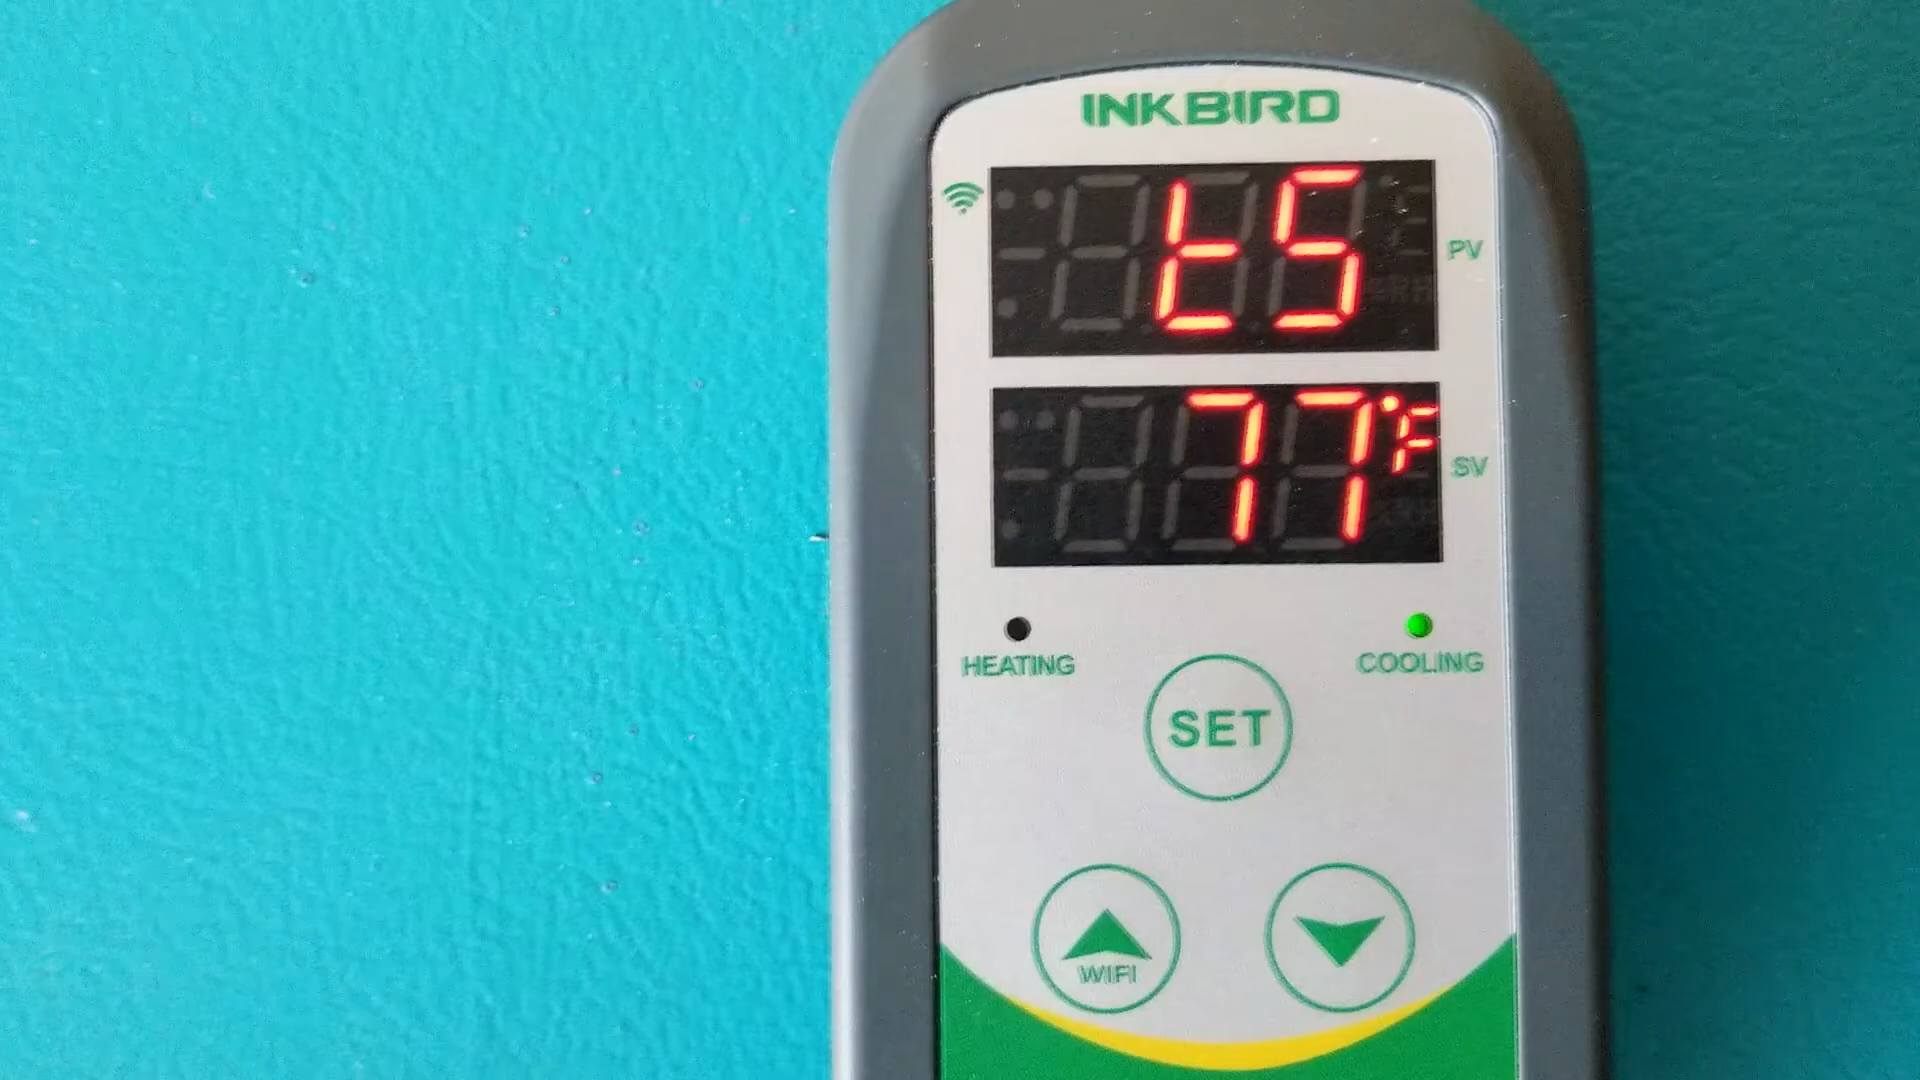 INKBIRD
tS
PV
77°F
SV
HEATING
COOLING
SET
WIFI